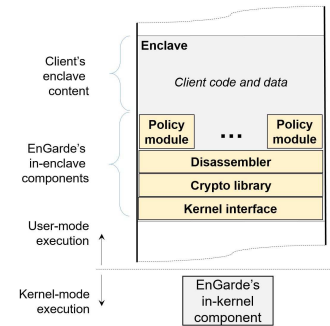 Enclave
Client's
enclave
content
Client code and data
Policy
module
...
Policy
module
EnGarde's
in-enclave
components
Disassembler
Crypto library
Kernel interface
User-mode
execution
Kernel-mode
execution
EnGarde's
in-kernel
component